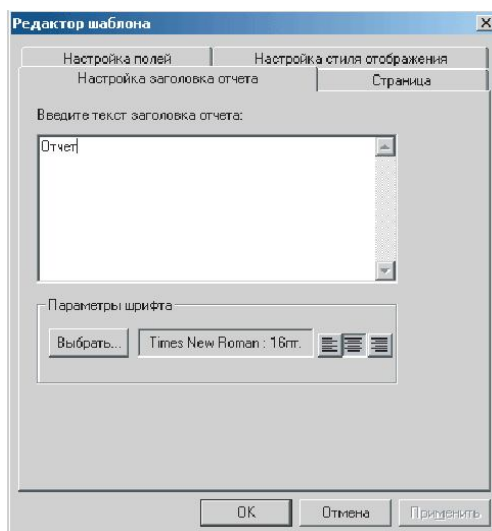 Редактор шаблона
Настройка полей
Настройка стиля отображения
Настройка заголовка отчета
Страница
Введите текст заголовка отчета:
Отчет
Параметры шрифта
Выбрать...
Times New Roman : 16пт.
OK
Отмена
Применить